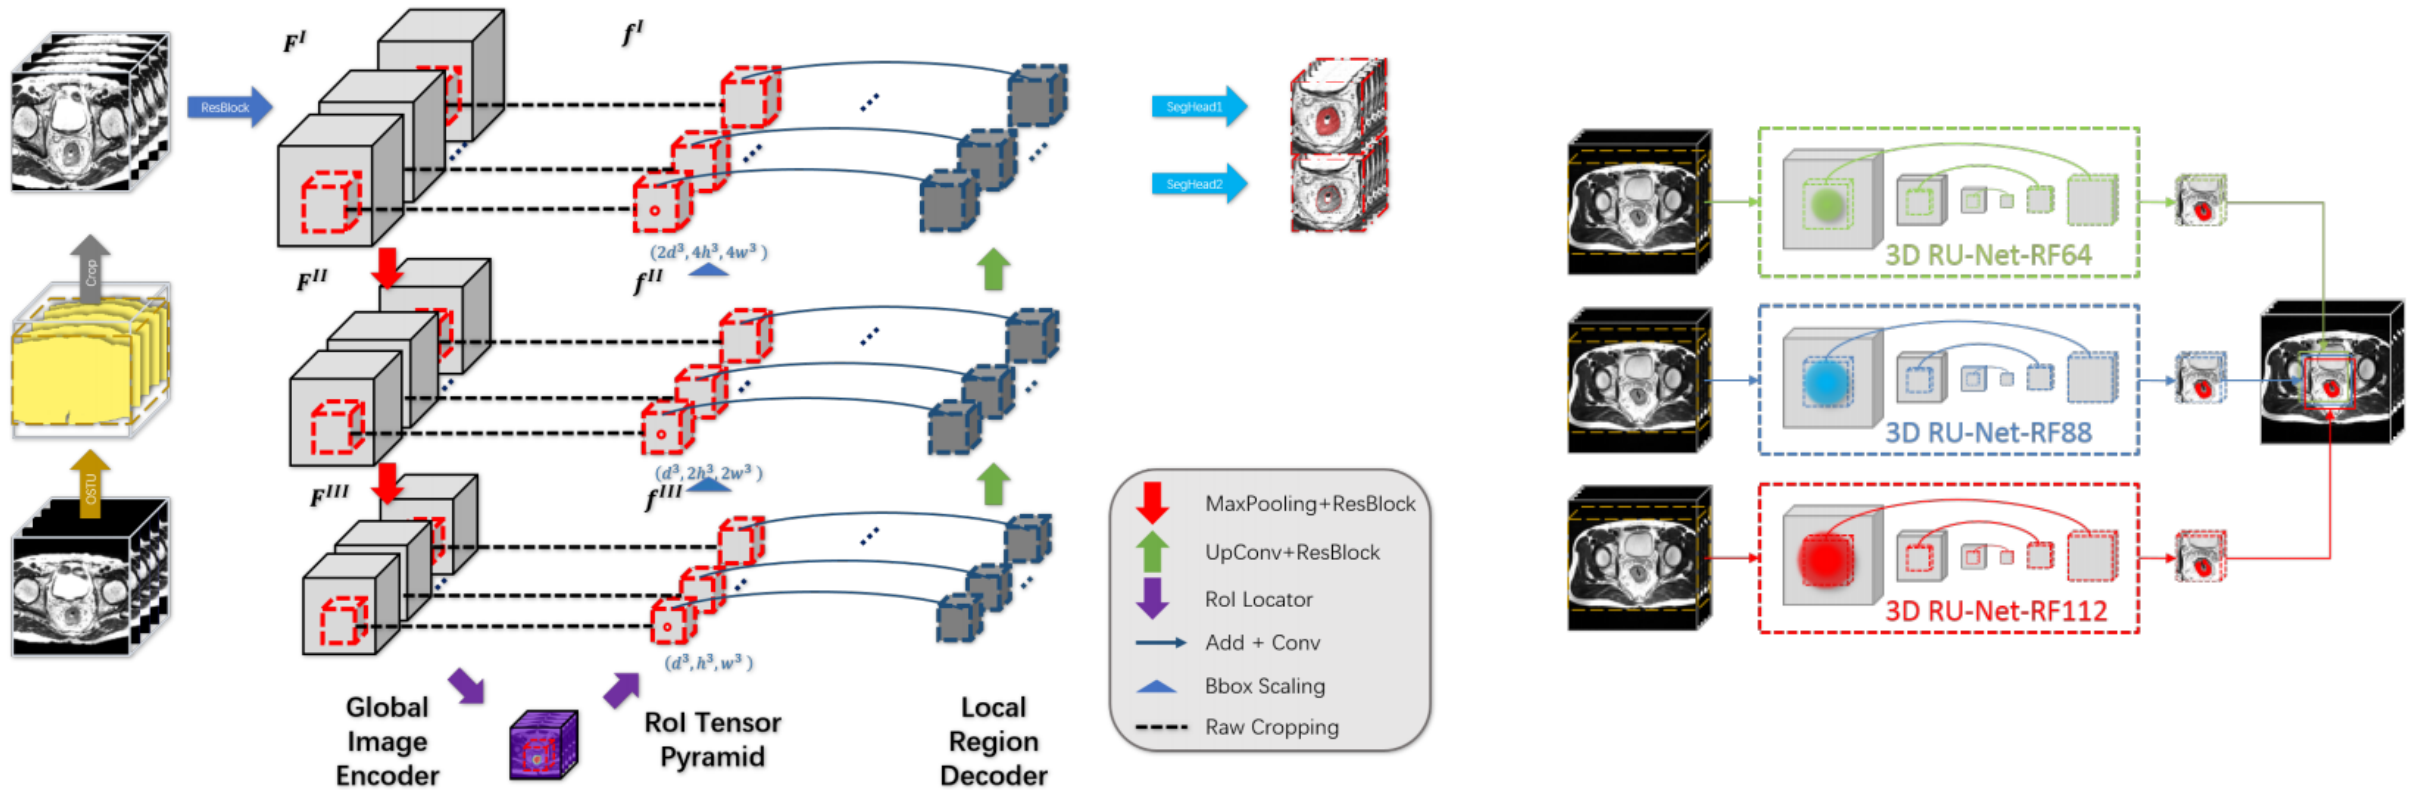 F^I
f^I
ResBlock
SegHead1
SegHead2
Crop
OSTU
(2d³, 4h³, 4w³ )
F^II
f^II
(d³, 2h³, 2w³ )
F^III
f^III
(d³, h³, w³ )
Global
Image
Encoder
RoI Tensor
Pyramid
Local
Region
Decoder
MaxPooling+ResBlock
UpConv+ResBlock
RoI Locator
Add + Conv
Bbox Scaling
Raw Cropping
3D RU-Net-RF64
3D RU-Net-RF88
3D RU-Net-RF112